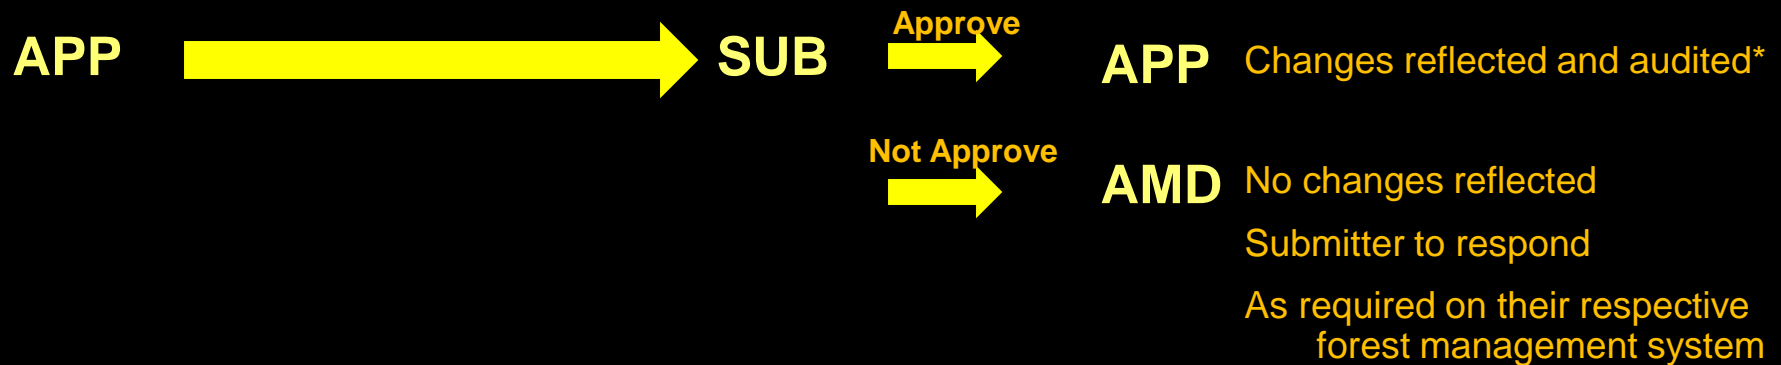 APP
SUB
Approve
APP
Changes reflected and audited*
Not Approve
AMD
No changes reflected
Submitter to respond
As required on their respective
forest management system